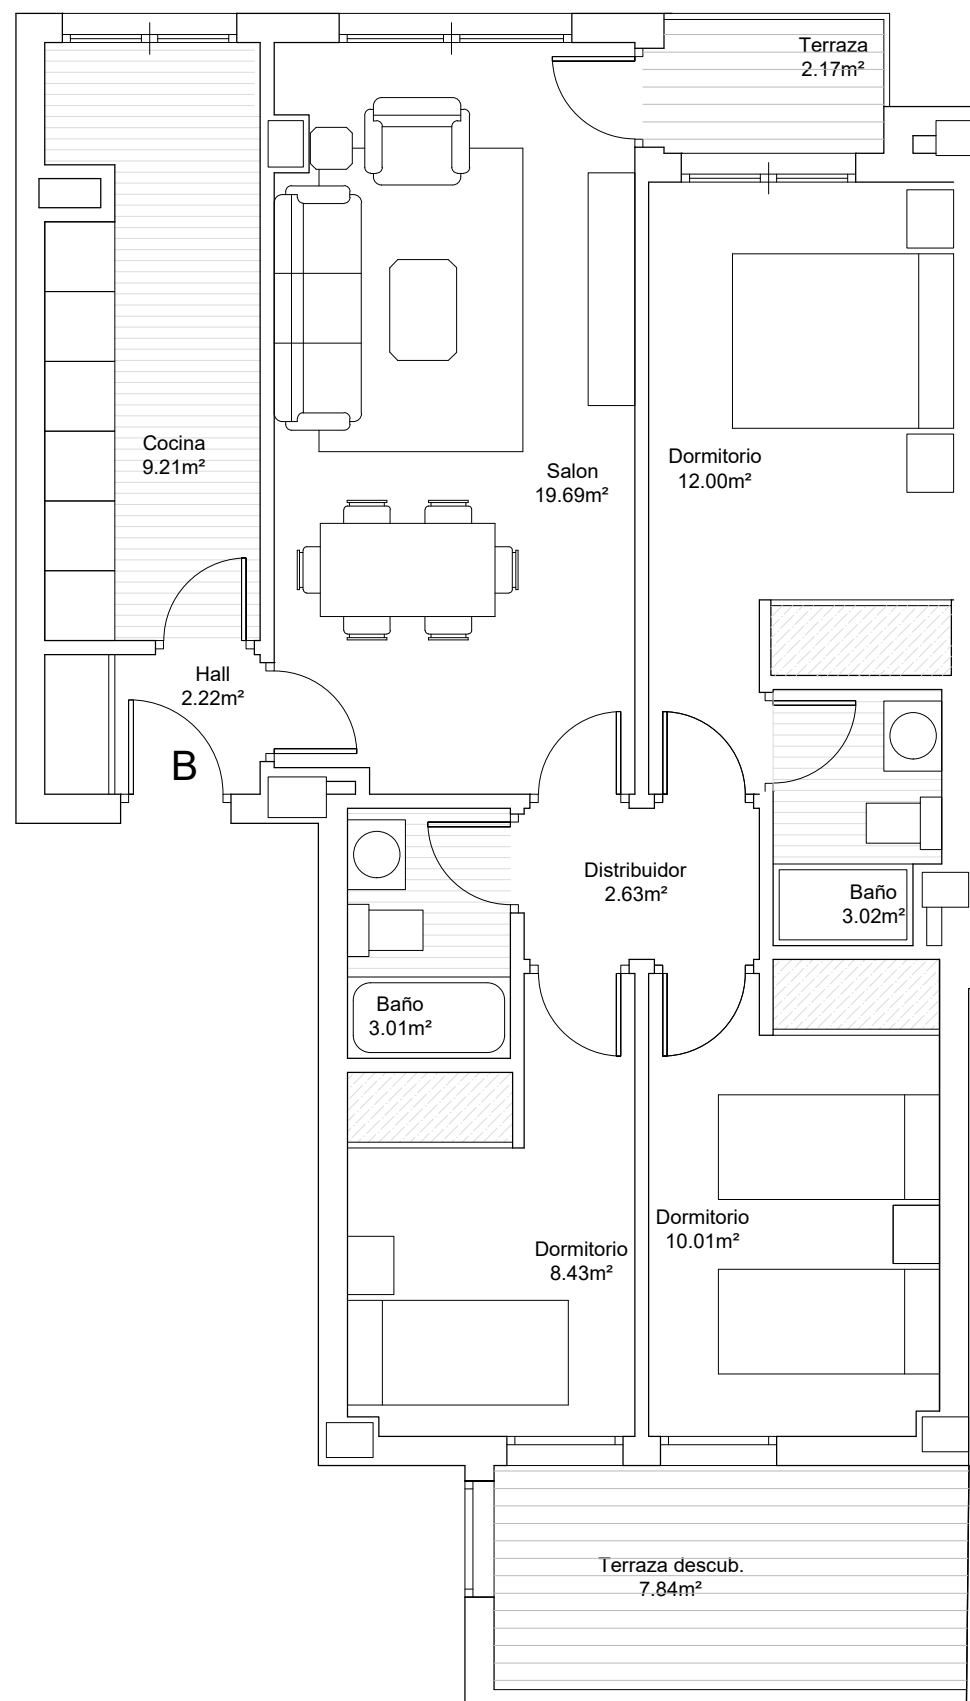 Terraza
2.17m²
Cocina
9.21m²
Salon
19.69m²
Dormitorio
12.00m²
Hall
2.22m²
B
Distribuidor
2.63m²
Baño
3.02m²
Baño
3.01m²
Dormitorio
10.01m²
Dormitorio
8.43m²
Terraza descub.
7.84m²